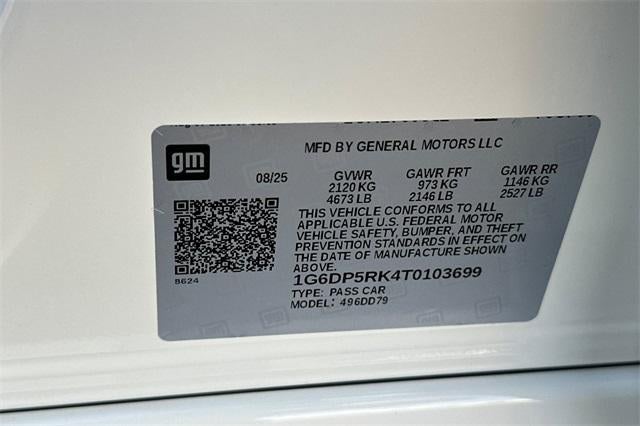 gm
MFD BY GENERAL MOTORS LLC
08/25 GVWR GAWR FRT GAWR RR
2120 KG 973 KG 1146 KG
4673 LB 2146 LB 2527 LB
THIS VEHICLE CONFORMS TO ALL
APPLICABLE U.S. FEDERAL MOTOR
VEHICLE SAFETY, BUMPER, AND THEFT
PREVENTION STANDARDS IN EFFECT ON
THE DATE OF MANUFACTURE SHOWN
ABOVE.
8624
1G6DP5RK4T0103699
TYPE: PASS CAR
MODEL: 496DD79